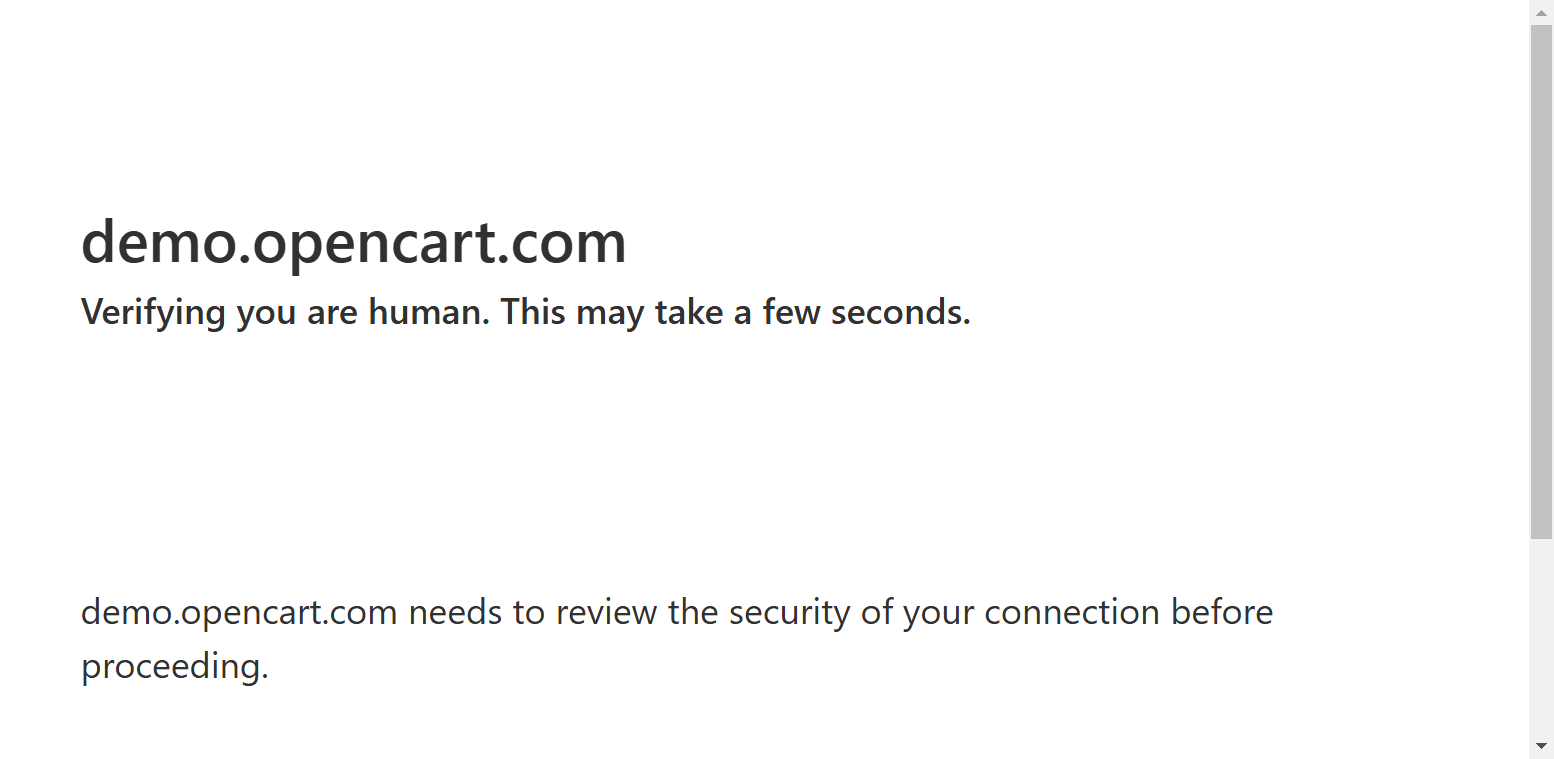 demo.opencart.com
Verifying you are human. This may take a few seconds.
demo.opencart.com needs to review the security of your connection before
proceeding.